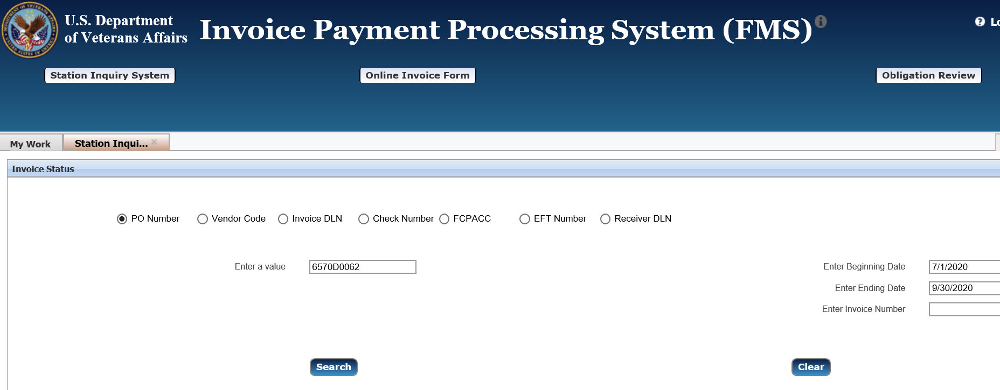 U.S. Department
of Veterans Affairs
Invoice Payment Processing System (FMS)
Station Inquiry System
Online Invoice Form
Obligation Review
My Work
Station Inqui...
Invoice Status
PO Number
Vendor Code
Invoice DLN
Check Number
FCPACC
EFT Number
Receiver DLN
Enter a value
6570D0062
Enter Beginning Date
7/1/2020
Enter Ending Date
9/30/2020
Enter Invoice Number
Search
Clear